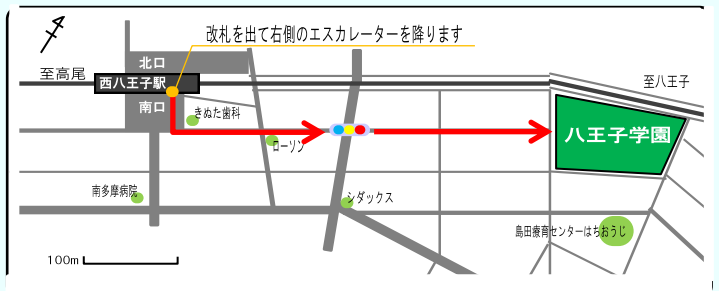 改札を出て右側のエスカレーターを降ります
北口
至高尾
西八王子駅
至八王子
南口
きぬた歯科
八王子学園
ローソン
南多摩病院
シダックス
島田療育センターはちおうじ
100m